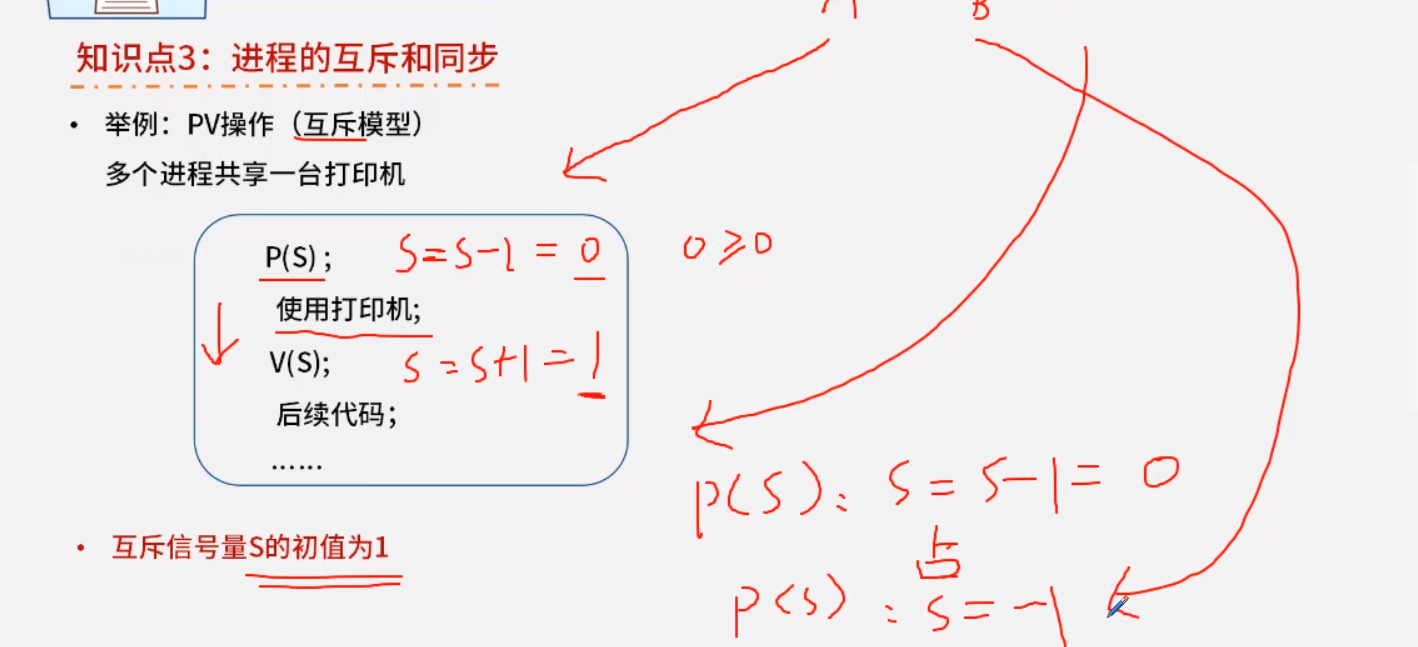 A B
知识点3：进程的互斥和同步
• 举例：PV操作（互斥模型）
多个进程共享一台打印机
P(S)； S=S-1=0 0≥0
使用打印机;
V(S); S=S+1=1
后续代码；
……
P(S)： S=S-1=0
• 互斥信号量S的初值为1
占
P(S)： S=-1